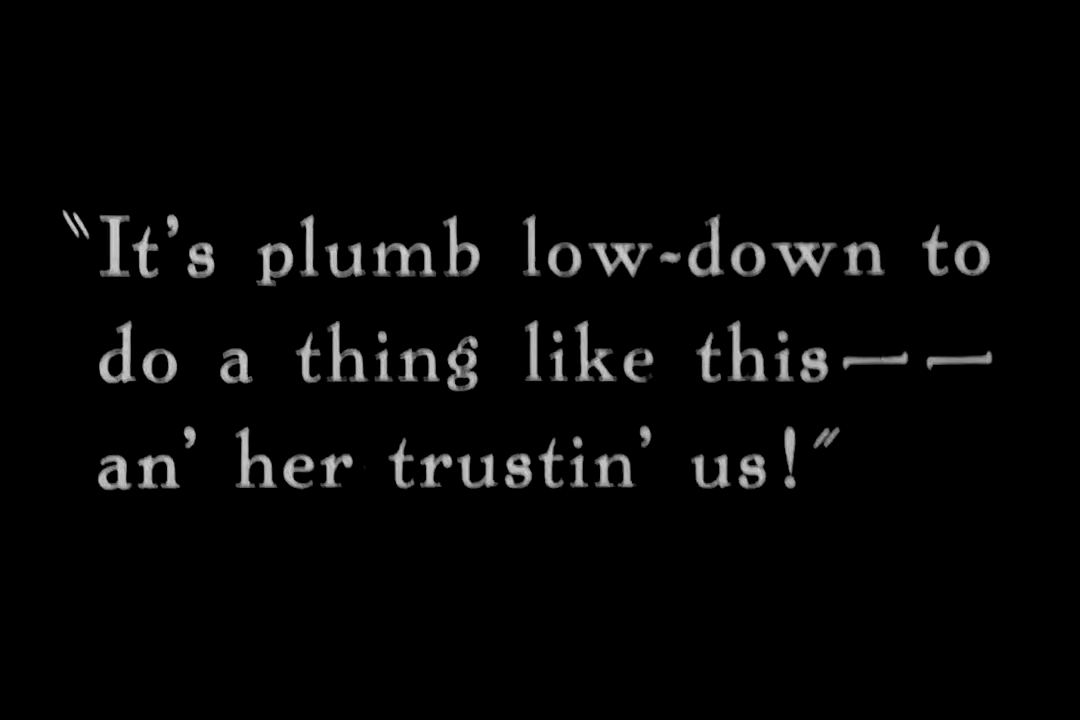 "It's plumb low-down to
do a thing like this— —
an' her trustin' us!"